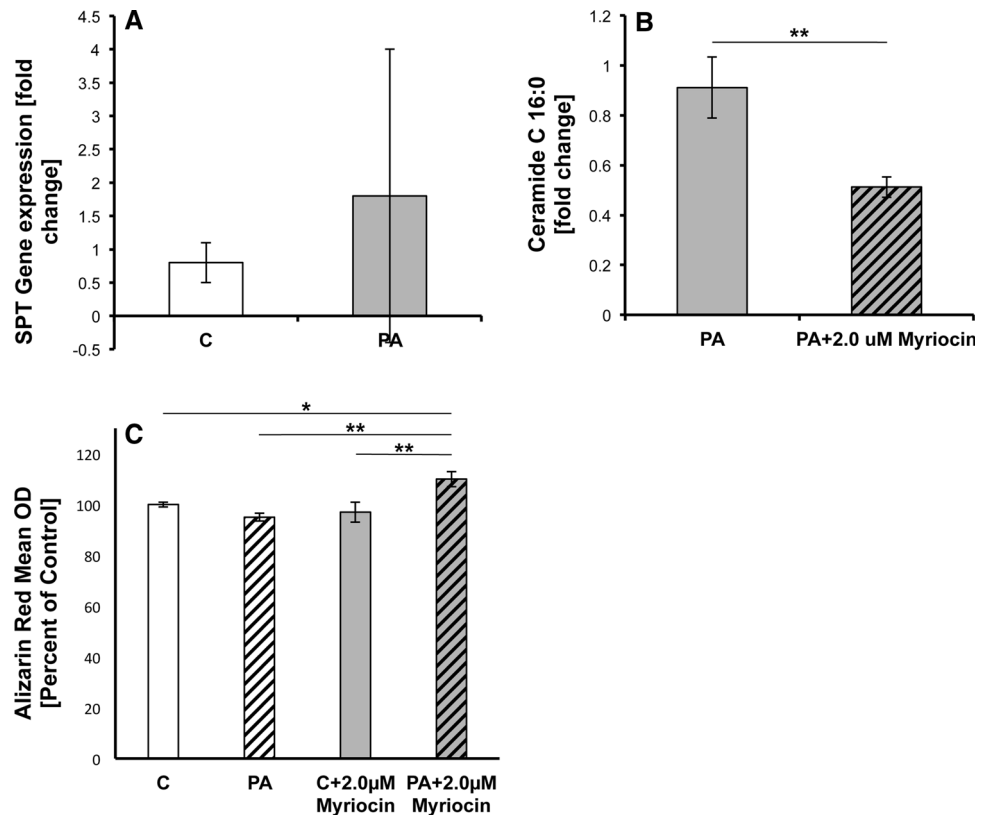 A
SPT Gene expression [fold
change]
4.5
4
3.5
3
2.5
2
1.5
1
0.5
0
-0.5
C
PA
B
**
Ceramide C 16:0
[fold change]
1.2
1
0.8
0.6
0.4
0.2
0
PA
PA+2.0 uM Myriocin
C
*
**
**
Alizarin Red Mean OD
[Percent of Control]
120
100
80
60
40
20
0
C
PA
C+2.0µM
Myriocin
PA+2.0µM
Myriocin